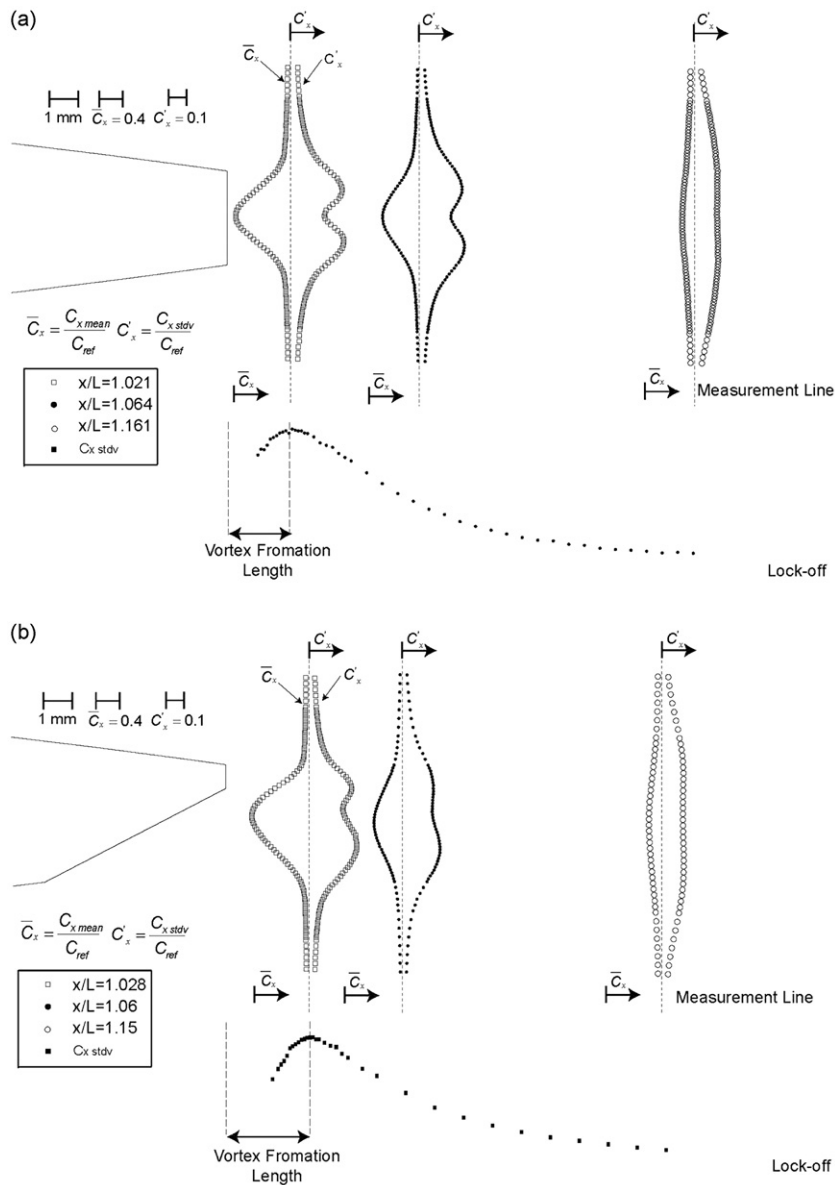 (a)
C'x C'x C'x
C̅x C'x
1 mm C̅x = 0.4 C'x = 0.1
C̅x = Cx mean / Cref C'x = Cx stdv / Cref
C̅x C̅x C̅x
Measurement Line
x/L=1.021
x/L=1.064
x/L=1.161
Cx stdv
Vortex Fromation
Length
Lock-off
(b)
C'x C'x C'x
C̅x C'x
1 mm C̅x = 0.4 C'x = 0.1
C̅x = Cx mean / Cref C'x = Cx stdv / Cref
C̅x C̅x C̅x
Measurement Line
x/L=1.028
x/L=1.06
x/L=1.15
Cx stdv
Vortex Fromation
Length
Lock-off